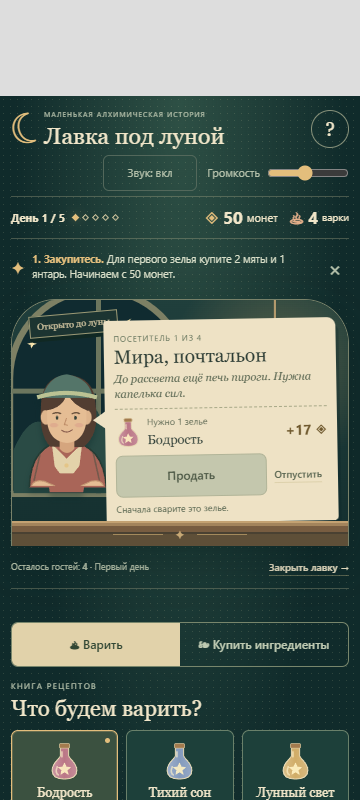 МАЛЕНЬКАЯ АЛХИМИЧЕСКАЯ ИСТОРИЯ
Лавка под луной
?
Звук: вкл
Громкость
День 1 / 5
50 монет
4 варки
1. Закупитесь. Для первого зелья купите 2 мяты и 1
янтарь. Начинаем с 50 монет.
×
Открыто до луны
ПОСЕТИТЕЛЬ 1 ИЗ 4
Мира, почтальон
До рассвета ещё печь пироги. Нужна
капелька сил.
Нужно 1 зелье
Бодрость
+17
Продать
Отпустить
Сначала сварите это зелье.
Осталось гостей: 4 · Первый день
Закрыть лавку →
Варить
Купить ингредиенты
КНИГА РЕЦЕПТОВ
Что будем варить?
Бодрость
Тихий сон
Лунный свет